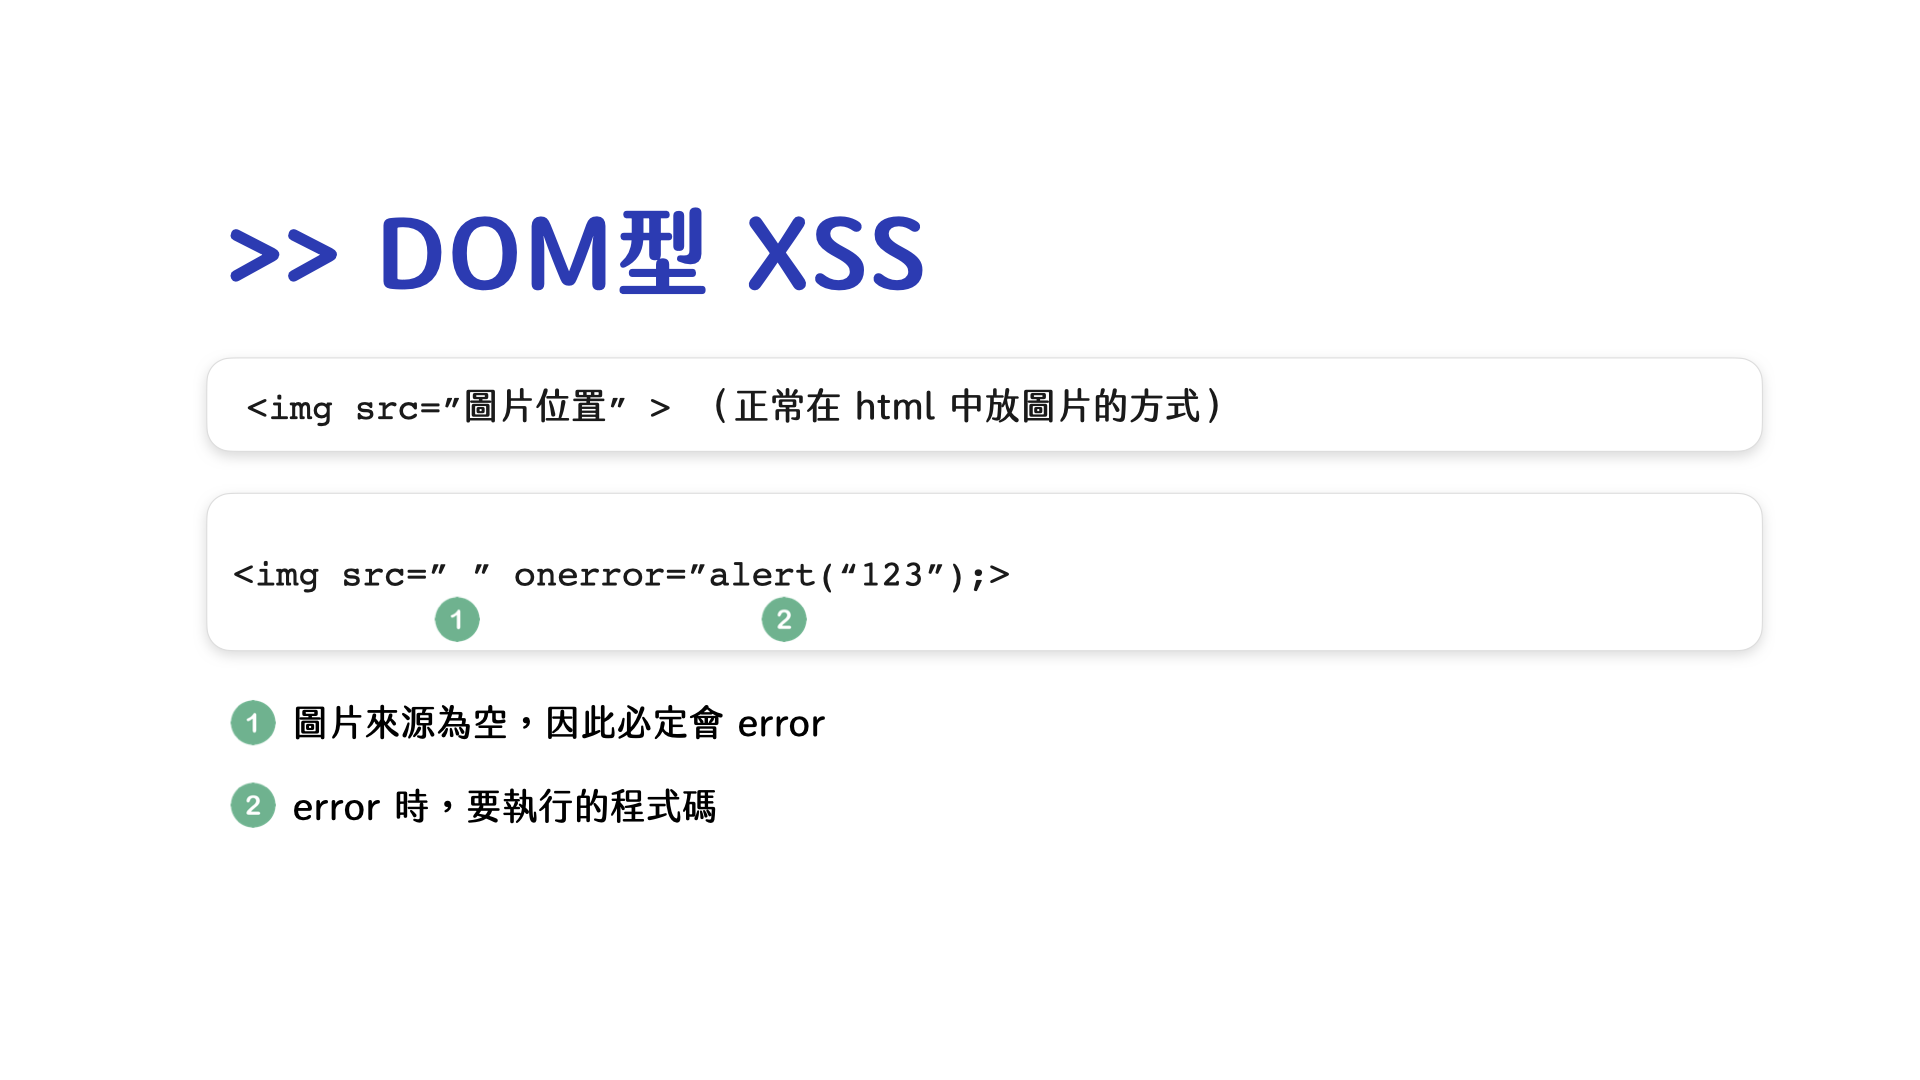 >> DOM型 XSS
<img src=”圖片位置” > （正常在 html 中放圖片的方式）
<img src=” ” onerror=”alert(“123”);>
1 2
1 圖片來源為空，因此必定會 error
2 error 時，要執行的程式碼